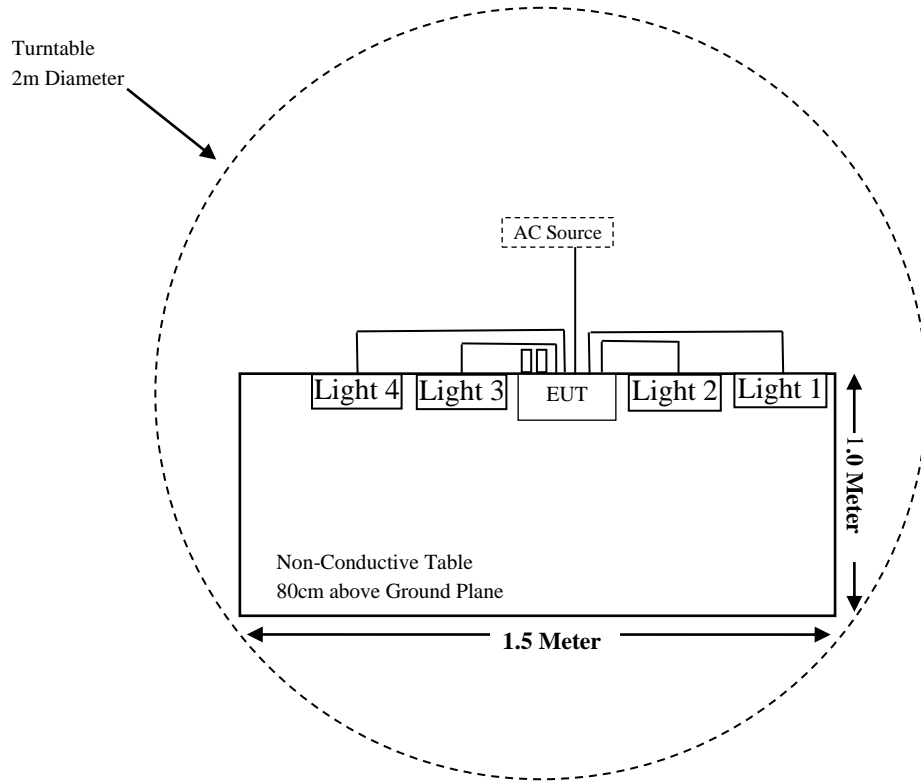 Turntable
2m Diameter
AC Source
Light 4
Light 3
EUT
Light 2
Light 1
1.0 Meter
Non-Conductive Table
80cm above Ground Plane
1.5 Meter